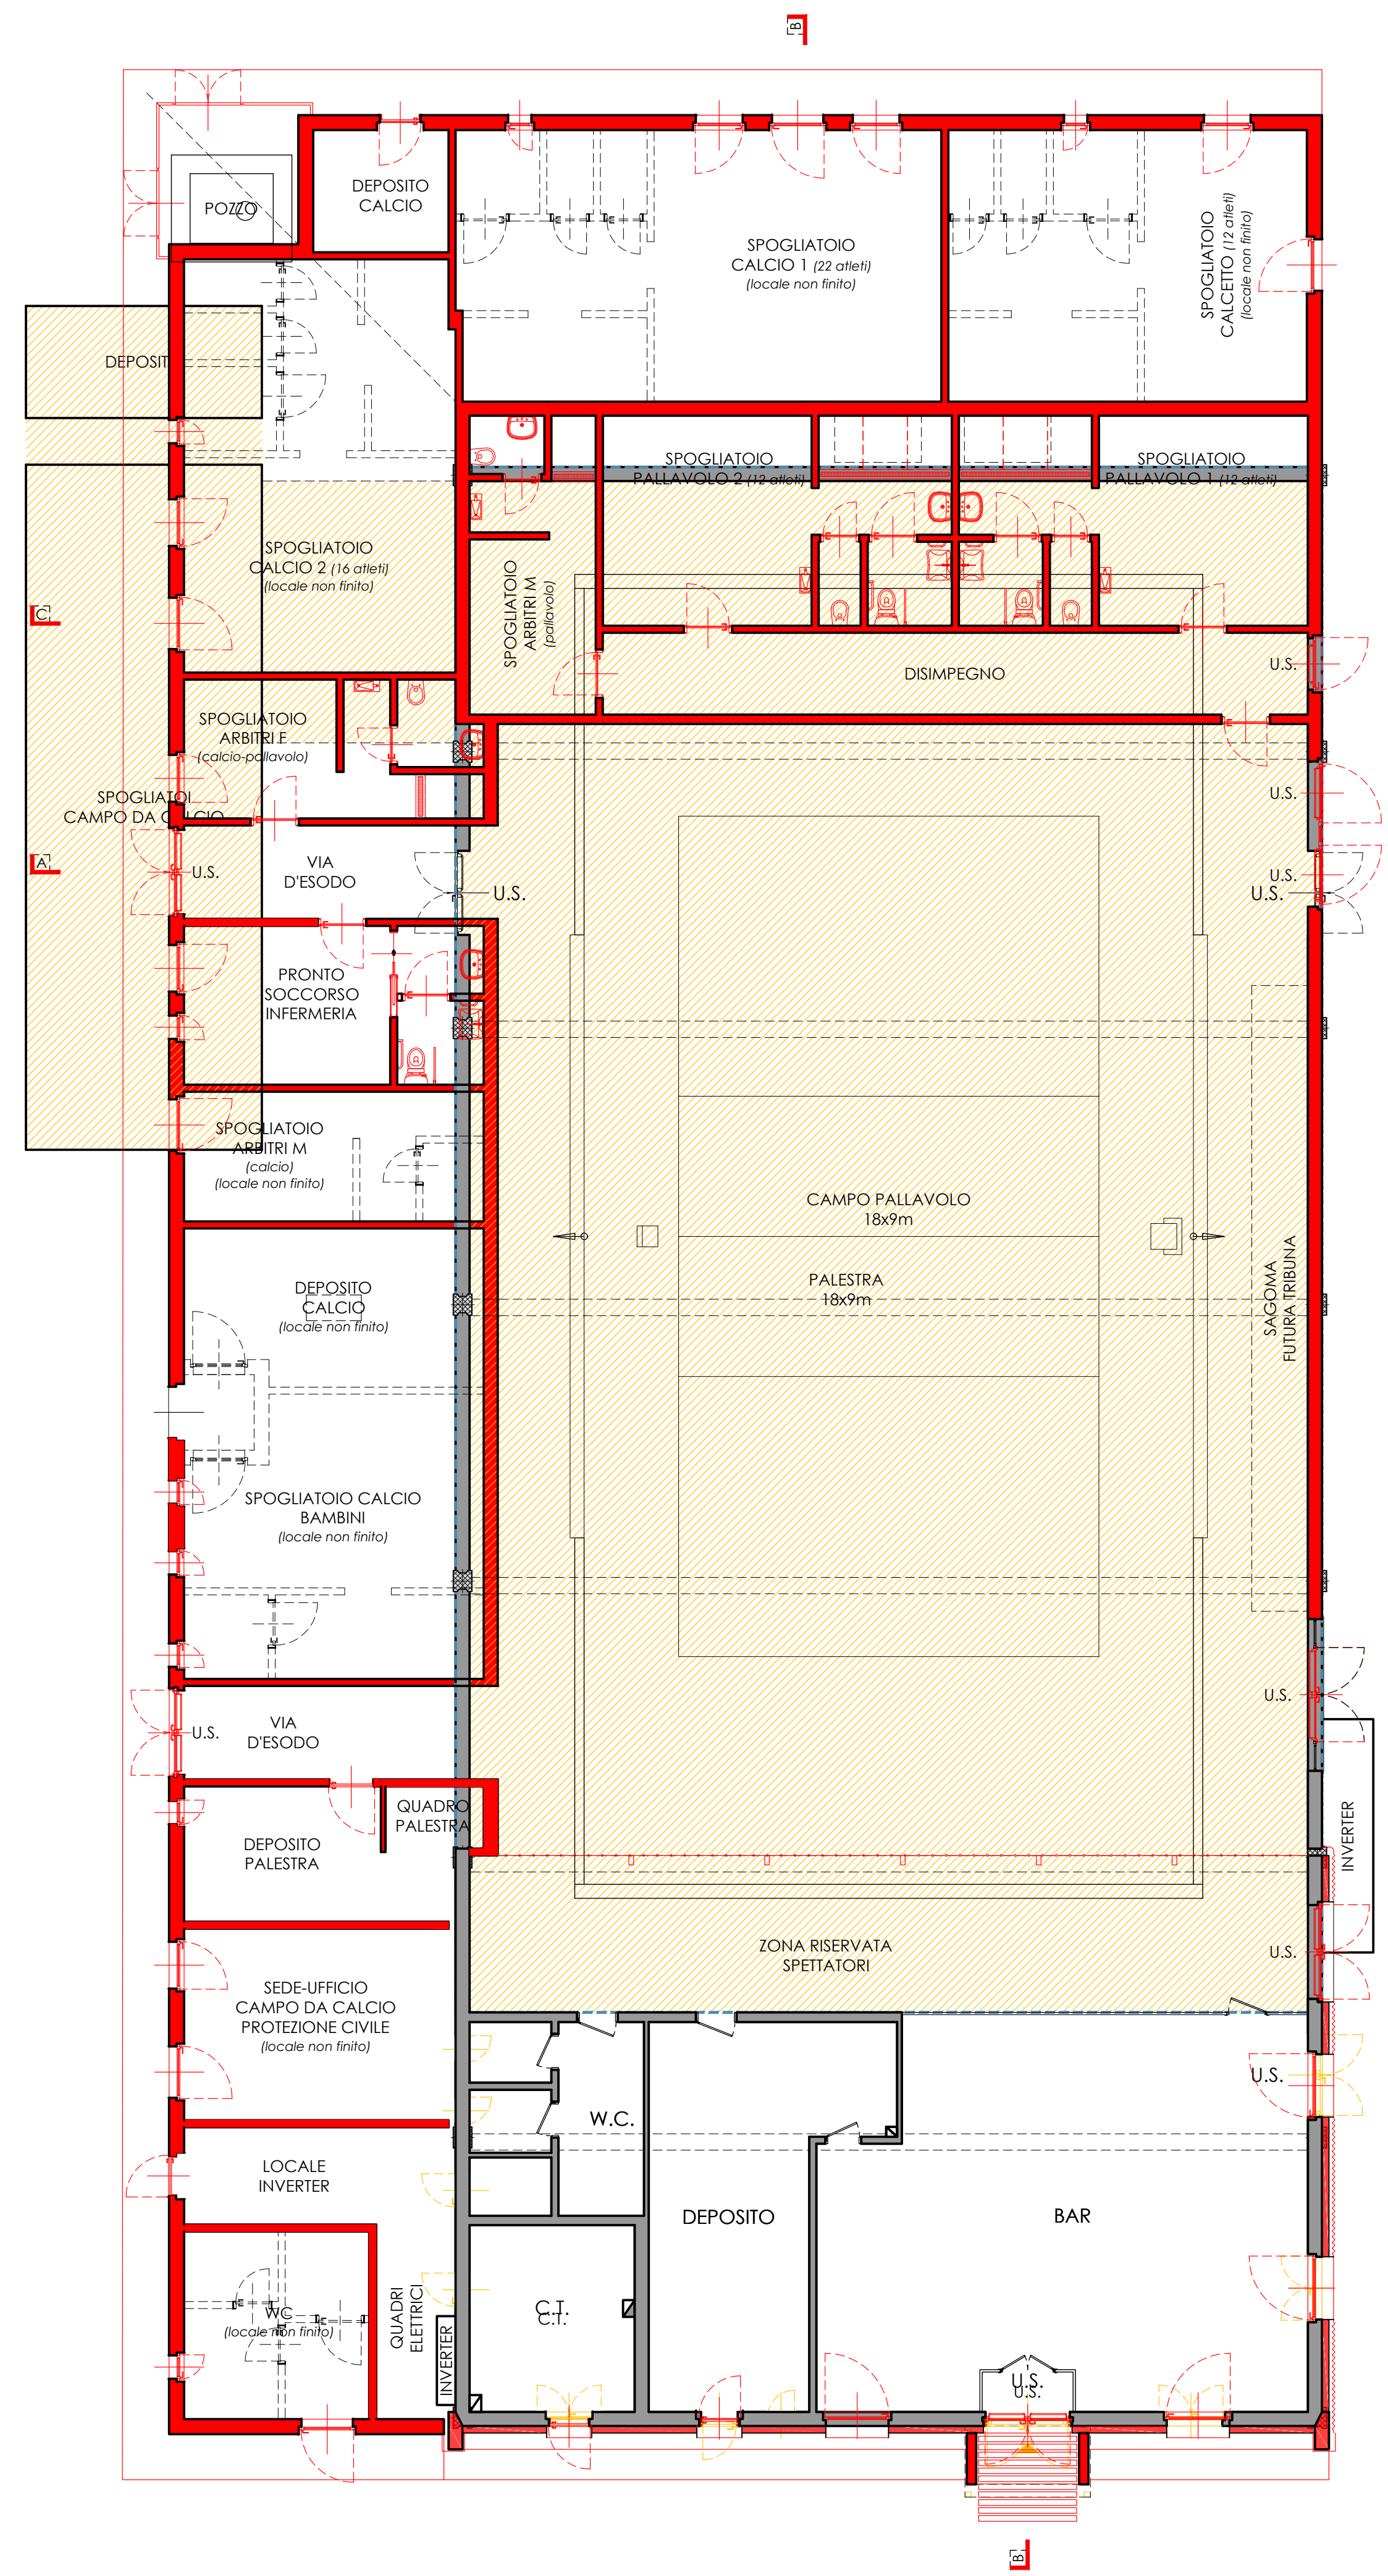 B
DEPOSITO
CALCIO
POZZO
SPOGLIATOIO
CALCIO 1 (22 atleti)
(locale non finito)
SPOGLIATOIO
CALCETTO (12 atleti)
(locale non finito)
DEPOSIT
SPOGLIATOIO
PALLAVOLO 2 (12 atleti)
SPOGLIATOIO
PALLAVOLO 1 (12 atleti)
SPOGLIATOIO
CALCIO 2 (16 atleti)
(locale non finito)
SPOGLIATOIO
ARBITRI M
(pallavolo)
C
DISIMPEGNO
U.S.
SPOGLIATOIO
ARBITRI F
(calcio-pallavolo)
SPOGLIATOI
CAMPO DA CALCIO
U.S.
A
U.S.
VIA
D'ESODO
U.S.
U.S.
U.S.
PRONTO
SOCCORSO
INFERMERIA
SPOGLIATOIO
ARBITRI M
(calcio)
(locale non finito)
CAMPO PALLAVOLO
18x9m
PALESTRA
18x9m
SAGOMA
FUTURA TRIBUNA
DEPOSITO
CALCIO
(locale non finito)
SPOGLIATOIO CALCIO
BAMBINI
(locale non finito)
U.S.
U.S.
VIA
D'ESODO
QUADRO
PALESTRA
DEPOSITO
PALESTRA
INVERTER
ZONA RISERVATA
SPETTATORI
U.S.
SEDE-UFFICIO
CAMPO DA CALCIO
PROTEZIONE CIVILE
(locale non finito)
U.S.
W.C.
LOCALE
INVERTER
DEPOSITO
BAR
WC
(locale non finito)
QUADRI
ELETTRICI
INVERTER
C.T.
C.T.
U.S.
U.S.
B